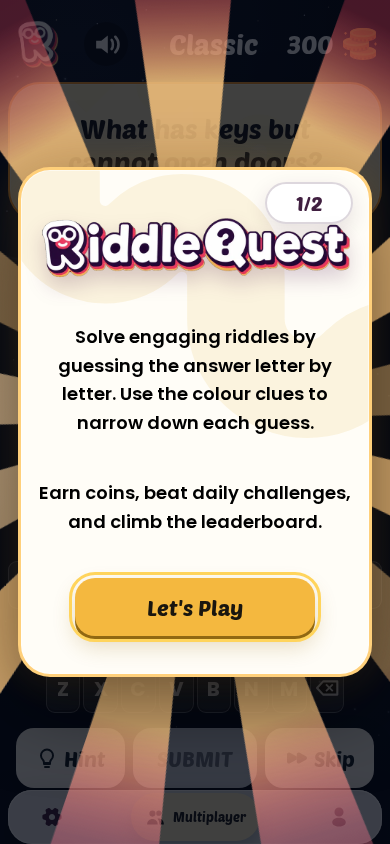 R
Classic
300
What has keys but
cannot open doors?
1/2
Riddle Quest
Solve engaging riddles by
guessing the answer letter by
letter. Use the colour clues to
narrow down each guess.
Earn coins, beat daily challenges,
and climb the leaderboard.
Let's Play
Z X C V B N M
Hint SUBMIT Skip
Multiplayer